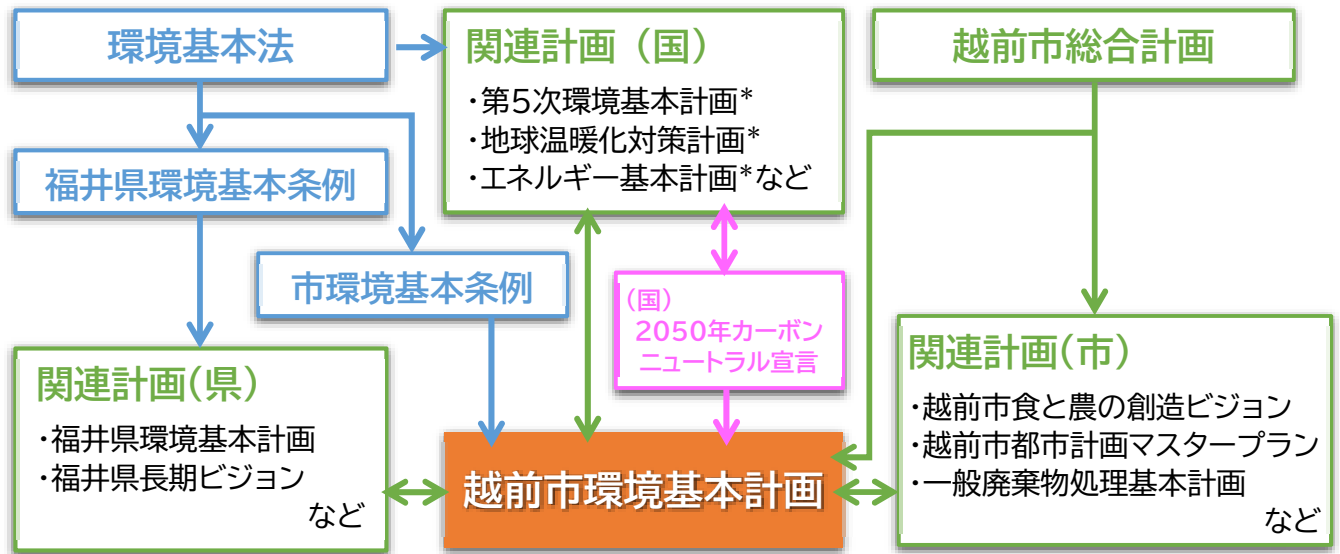 環境基本法
関連計画（国）
・第5次環境基本計画*
・地球温暖化対策計画*
・エネルギー基本計画*など
越前市総合計画
福井県環境基本条例
市環境基本条例
（国）
2050年カーボン
ニュートラル宣言
関連計画（県）
・福井県環境基本計画
・福井県長期ビジョン
など
越前市環境基本計画
関連計画（市）
・越前市食と農の創造ビジョン
・越前市都市計画マスタープラン
・一般廃棄物処理基本計画
など